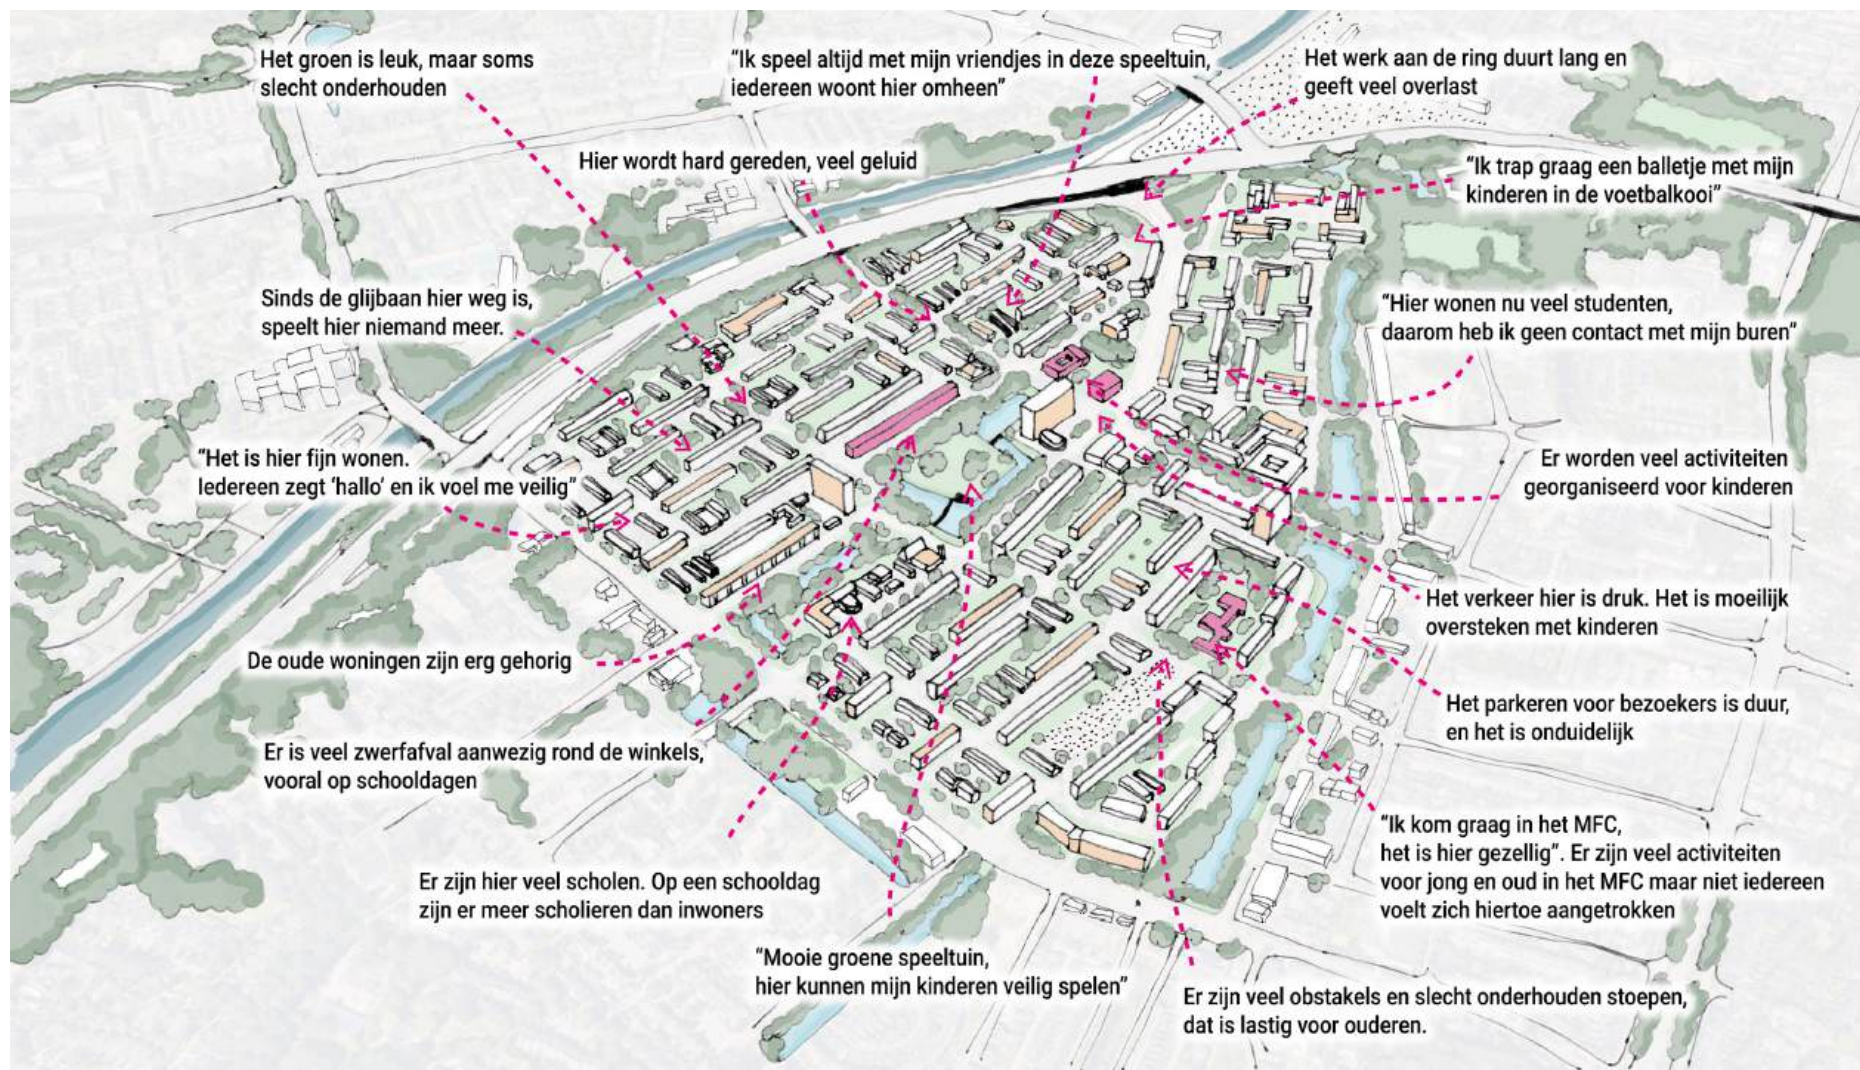 Het groen is leuk, maar soms
slecht onderhouden
“Ik speel altijd met mijn vriendjes in deze speeltuin,
iedereen woont hier omheen”
Het werk aan de ring duurt lang en
geeft veel overlast
Hier wordt hard gereden, veel geluid
“Ik trap graag een balletje met mijn
kinderen in de voetbalkooi”
Sinds de glijbaan hier weg is,
speelt hier niemand meer.
“Hier wonen nu veel studenten,
daarom heb ik geen contact met mijn buren”
“Het is hier fijn wonen.
Iedereen zegt ‘hallo’ en ik voel me veilig”
Er worden veel activiteiten
georganiseerd voor kinderen
Het verkeer hier is druk. Het is moeilijk
oversteken met kinderen
De oude woningen zijn erg gehorig
Het parkeren voor bezoekers is duur,
en het is onduidelijk
Er is veel zwerfafval aanwezig rond de winkels,
vooral op schooldagen
“Ik kom graag in het MFC,
het is hier gezellig”. Er zijn veel activiteiten
voor jong en oud in het MFC maar niet iedereen
voelt zich hiertoe aangetrokken
Er zijn hier veel scholen. Op een schooldag
zijn er meer scholieren dan inwoners
“Mooie groene speeltuin,
hier kunnen mijn kinderen veilig spelen”
Er zijn veel obstakels en slecht onderhouden stoepen,
dat is lastig voor ouderen.